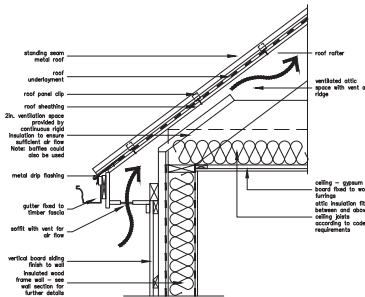 standing seam
metal roof
roof
underlayment
roof panel clip
roof sheathing
2in. ventilation space
provided by
continuous rigid
insulation to ensure
sufficient air flow
Note: baffles could
also be used
metal drip flashing
gutter fixed to
timber fascia
soffit with vent for
air flow
vertical board siding
finish to wall
insulated wood
frame wall - see
wall section for
further details
roof rafter
ventilated attic
space with vent a
ridge
ceiling - gypsum
board fixed to wo
furrings
attic insulation fit
between and above
ceiling joists
according to code
requirements